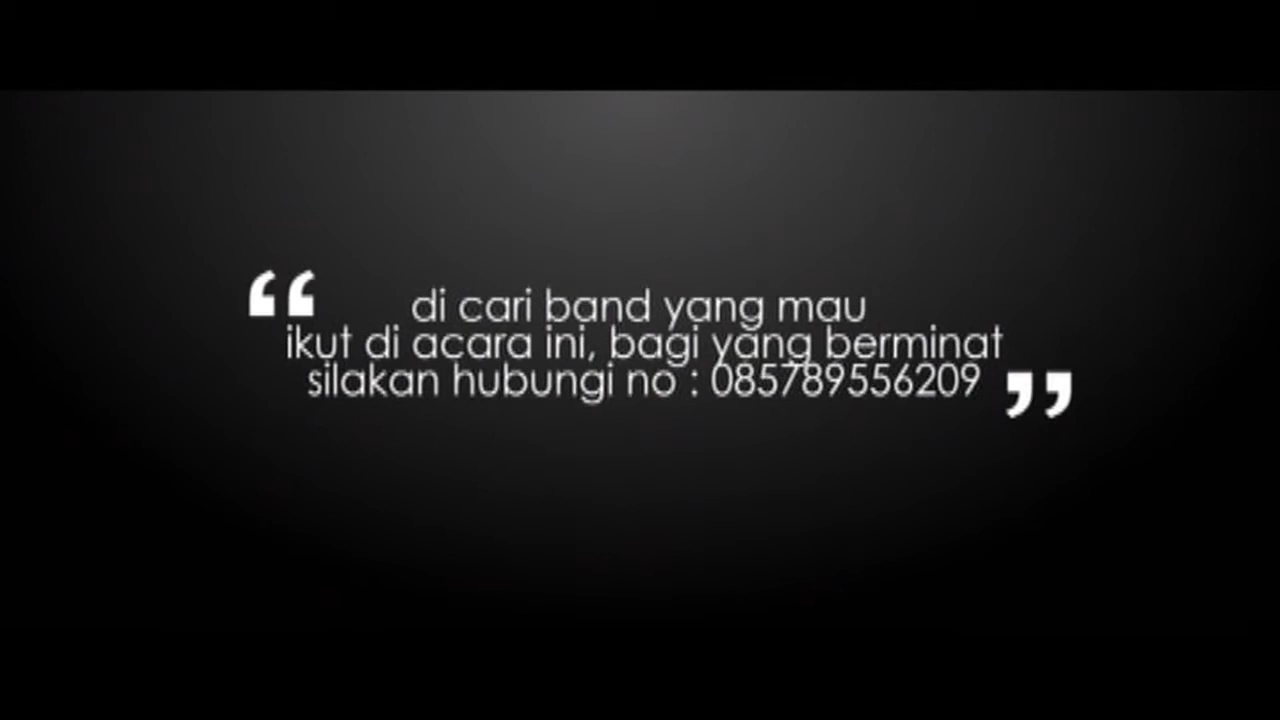 “ di cari band yang mau
ikut di acara ini, bagi yang berminat
silakan hubungi no : 085789556209 ”